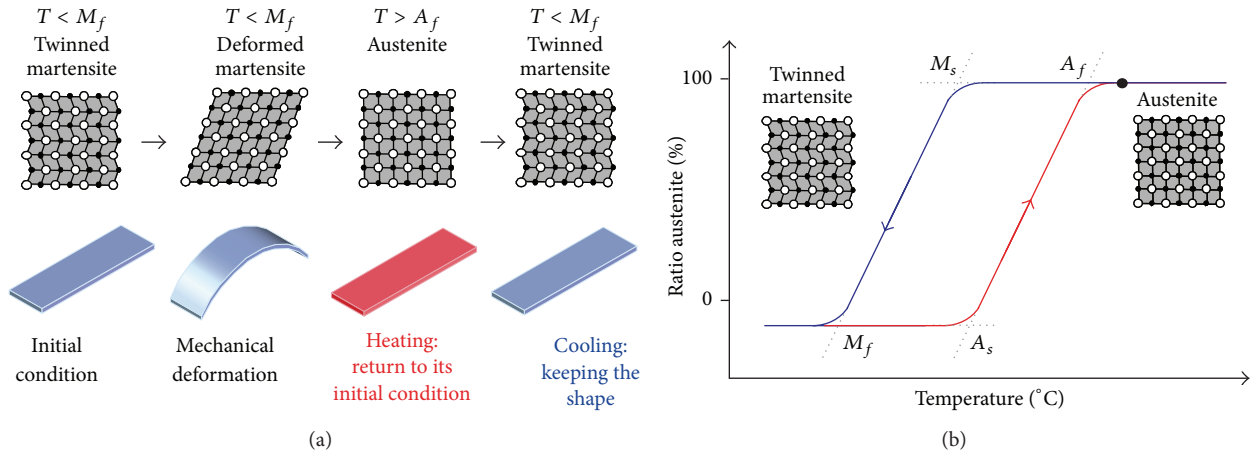 T < M_f
Twinned
martensite
T < M_f
Deformed
martensite
T > A_f
Austenite
T < M_f
Twinned
martensite
Initial
condition
Mechanical
deformation
Heating:
return to its
initial condition
Cooling:
keeping the
shape
(a)
Ratio austenite (%)
100
0
Twinned
martensite
M_s
A_f
Austenite
M_f
A_s
Temperature (°C)
(b)